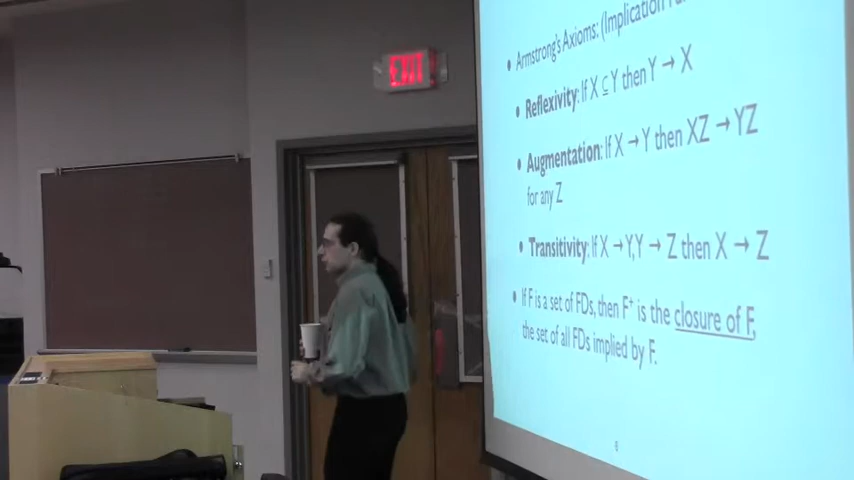 EXIT
• Armstrong's Axioms: (Implication
• Reflexivity: If X ⊆ Y then Y → X
• Augmentation: If X → Y then XZ → YZ
for any Z
• Transitivity: If X → Y, Y → Z then X → Z
• If F is a set of FDs, then F⁺ is the closure of F,
the set of all FDs implied by F.